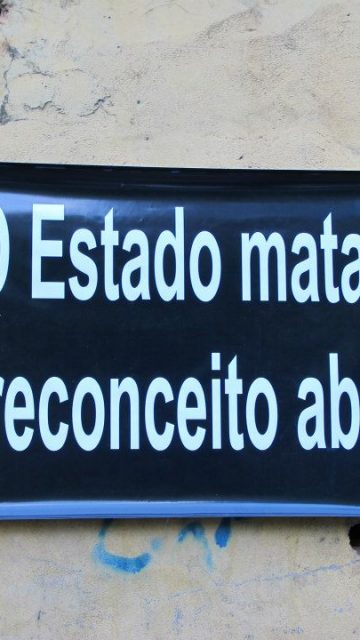 O Estado mata
reconceito ab